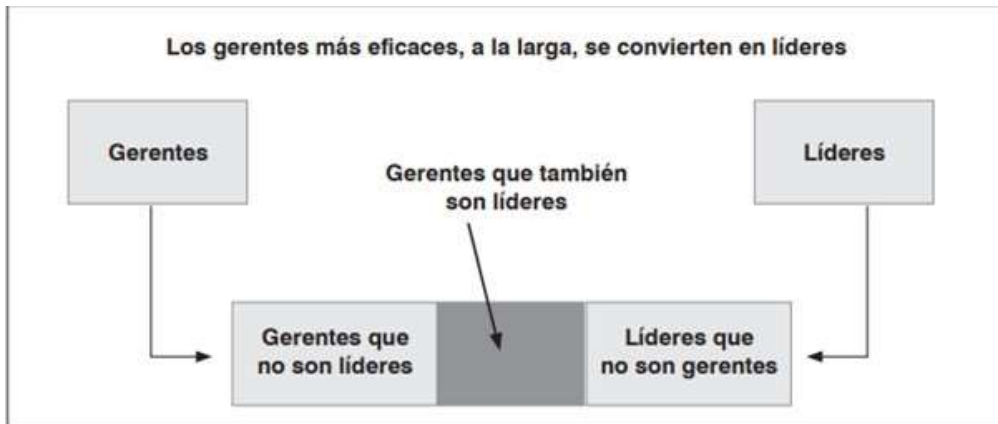 Los gerentes más eficaces, a la larga, se convierten en líderes
Gerentes
Líderes
Gerentes que también
son líderes
Gerentes que
no son líderes
Líderes que
no son gerentes